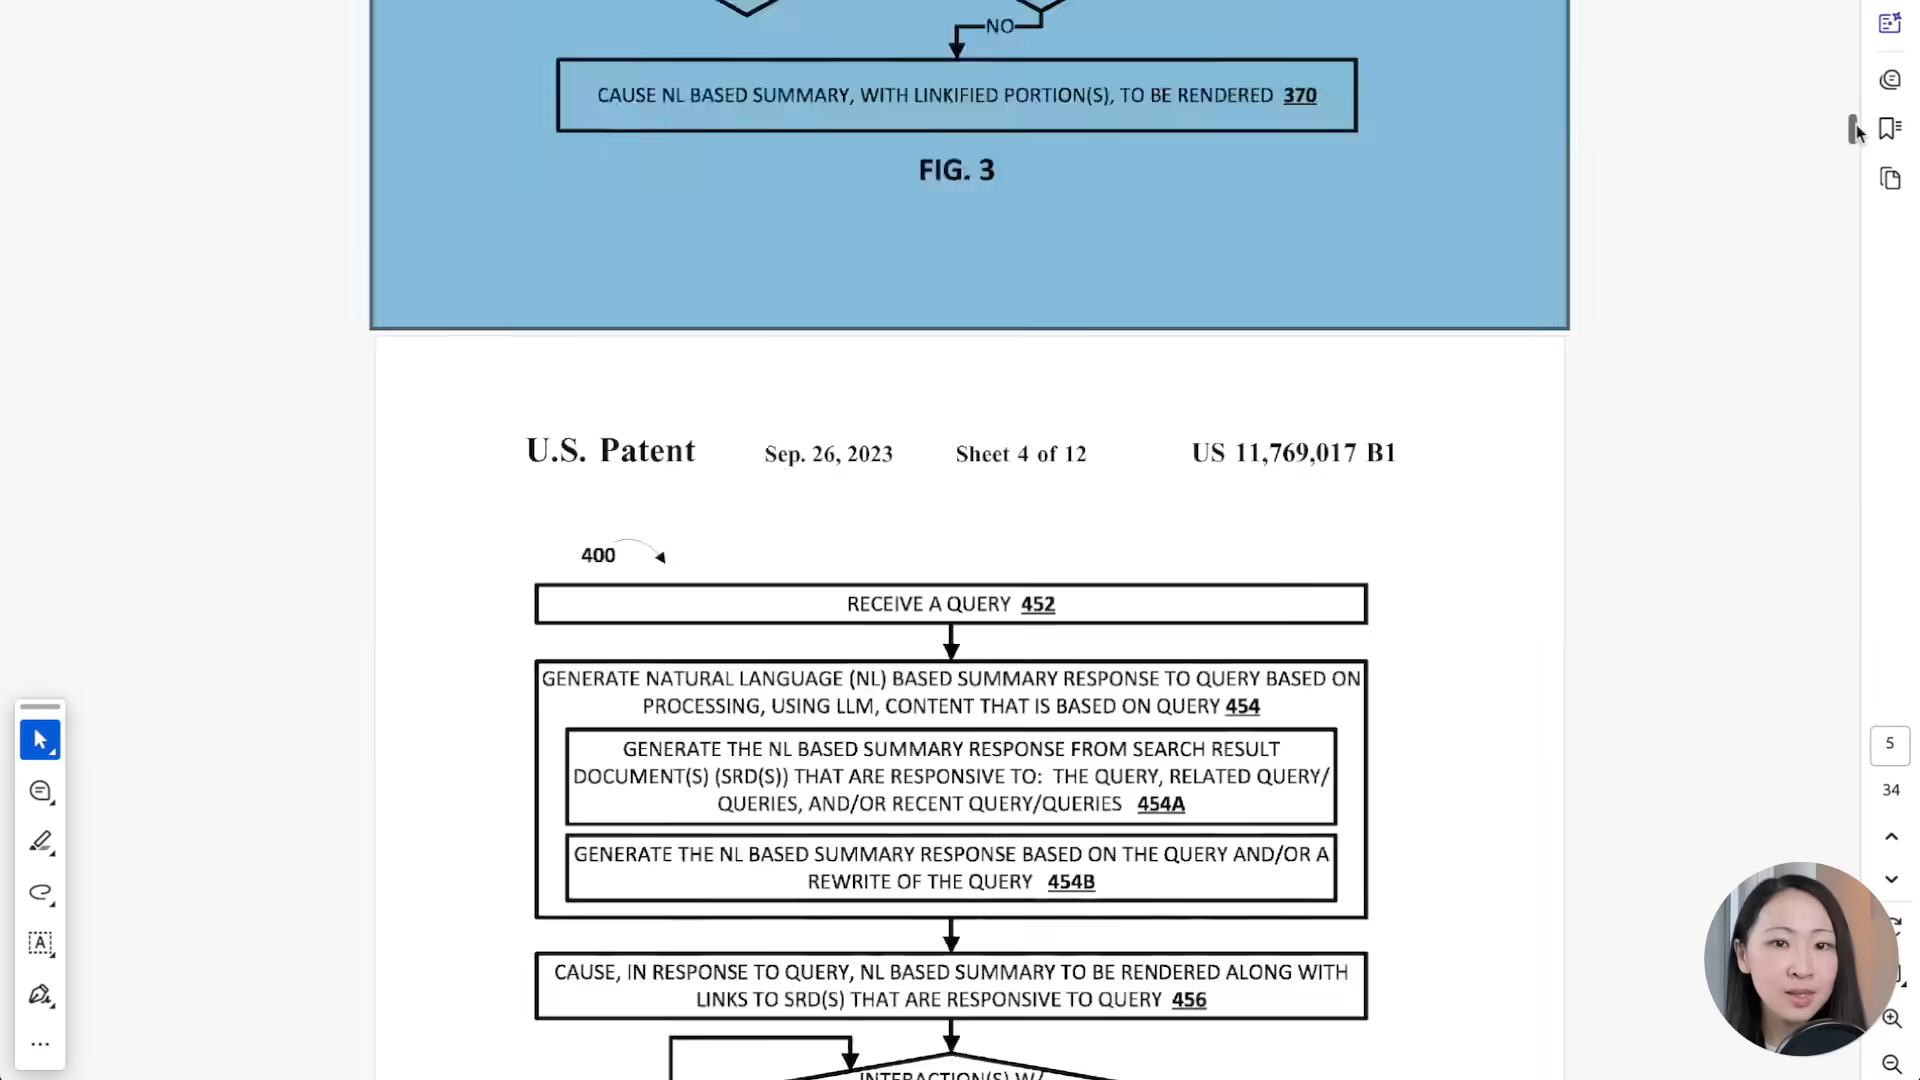 NO
CAUSE NL BASED SUMMARY, WITH LINKIFIED PORTION(S), TO BE RENDERED 370
FIG. 3
U.S. Patent Sep. 26, 2023 Sheet 4 of 12 US 11,769,017 B1
400
RECEIVE A QUERY 452
GENERATE NATURAL LANGUAGE (NL) BASED SUMMARY RESPONSE TO QUERY BASED ON
PROCESSING, USING LLM, CONTENT THAT IS BASED ON QUERY 454
GENERATE THE NL BASED SUMMARY RESPONSE FROM SEARCH RESULT
DOCUMENT(S) (SRD(S)) THAT ARE RESPONSIVE TO: THE QUERY, RELATED QUERY/
QUERIES, AND/OR RECENT QUERY/QUERIES 454A
GENERATE THE NL BASED SUMMARY RESPONSE BASED ON THE QUERY AND/OR A
REWRITE OF THE QUERY 454B
CAUSE, IN RESPONSE TO QUERY, NL BASED SUMMARY TO BE RENDERED ALONG WITH
LINKS TO SRD(S) THAT ARE RESPONSIVE TO QUERY 456
INTERACTION(S) W/
5
34
A